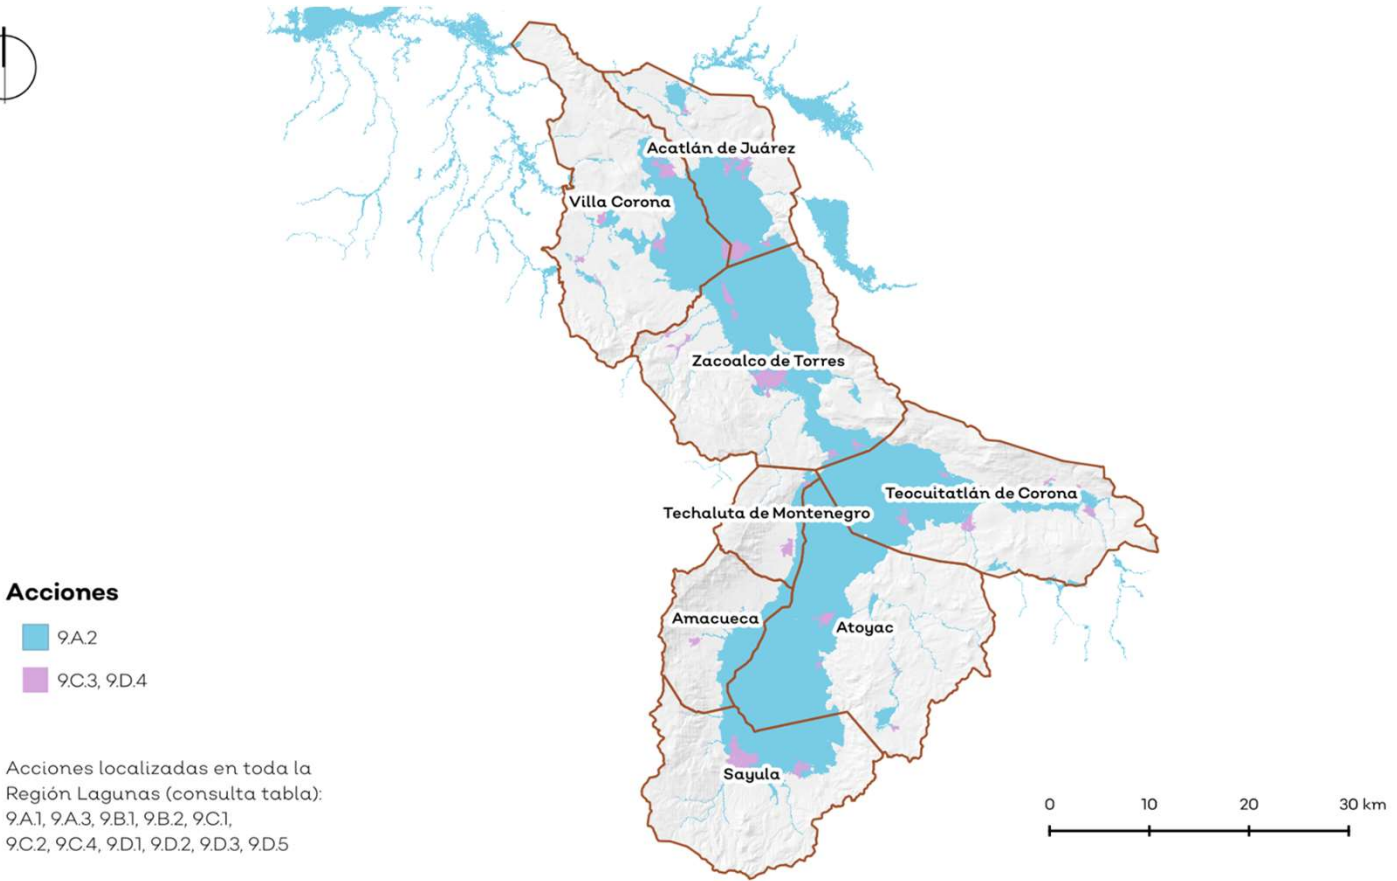 Acatlán de Juárez
Villa Corona
Zacoalco de Torres
Teocuitatlán de Corona
Techaluta de Montenegro
Amacueca
Atoyac
Sayula
Acciones
9.A.2
9.C.3, 9.D.4
Acciones localizadas en toda la
Región Lagunas (consulta tabla):
9.A.1, 9.A.3, 9.B.1, 9.B.2, 9.C.1,
9.C.2, 9.C.4, 9.D.1, 9.D.2, 9.D.3, 9.D.5
0 10 20 30 km